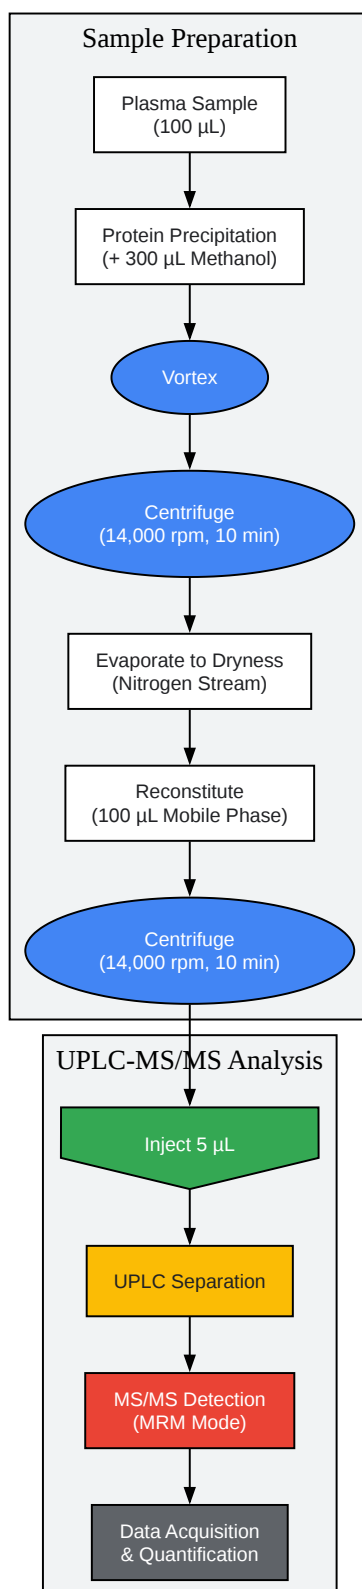 Sample Preparation
Plasma Sample
(100 µL)
Protein Precipitation
(+ 300 µL Methanol)
Vortex
Centrifuge
(14,000 rpm, 10 min)
Evaporate to Dryness
(Nitrogen Stream)
Reconstitute
(100 µL Mobile Phase)
Centrifuge
(14,000 rpm, 10 min)
UPLC-MS/MS Analysis
Inject 5 µL
UPLC Separation
MS/MS Detection
(MRM Mode)
Data Acquisition
& Quantification